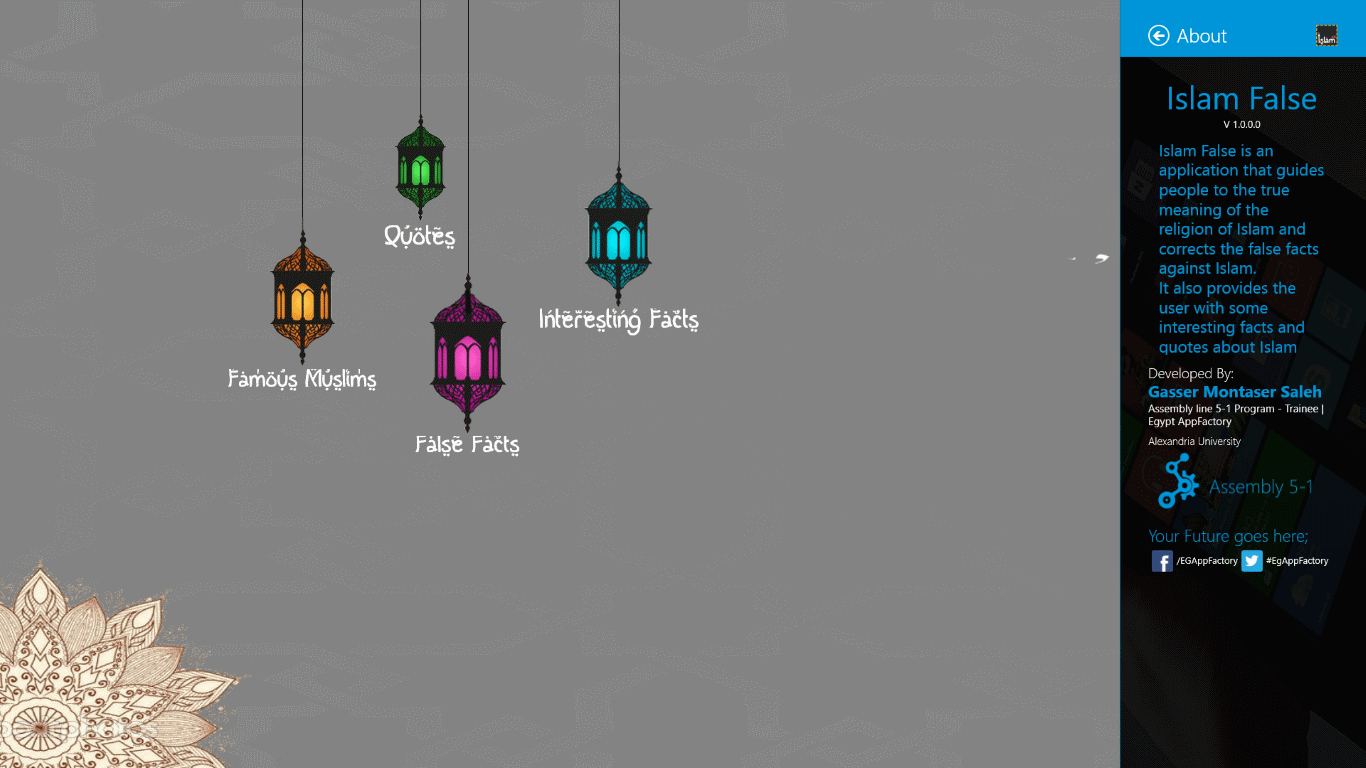 Quotes
Interesting Facts
Famous Muslims
False Facts
About
Islam
Islam False
V 1.0.0.0
Islam False is an
application that guides
people to the true
meaning of the
religion of Islam and
corrects the false facts
against Islam.
It also provides the
user with some
interesting facts and
quotes about Islam
Developed By:
Gasser Montaser Saleh
Assembly line 5-1 Program - Trainee |
Egypt AppFactory
Alexandria University
Assembly 5-1
Your Future goes here;
/EGAppFactory #EgAppFactory